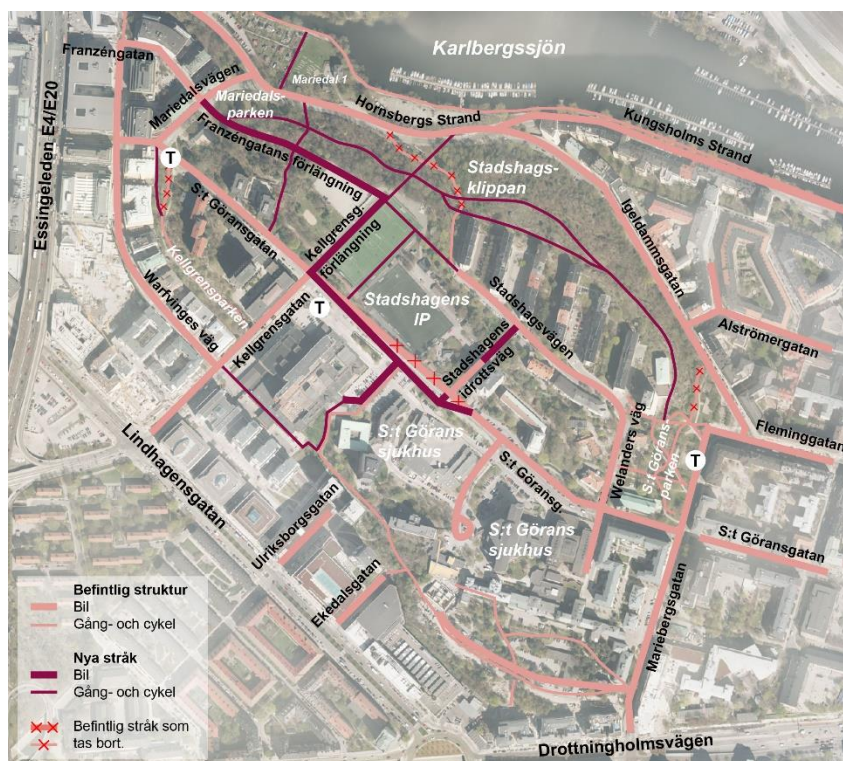 Franzéngatan
Essingeleden E4/E20
Mariedalsvägen
Mariedals-
parken
Mariedal 1
Karlbergssjön
Hornsbergs Strand
Kungsholms Strand
Franzéngatans förlängning
T
S:t Göransgatan
Kellgrensg.
förlängning
Stadshags-
klippan
Igeldammsgatan
Kellgrensparken
Warfvinges väg
Kellgrensgatan
T
Stadshagens
IP
Stadshagsvägen
Stadshagens
idrottsväg
Alströmergatan
Lindhagensgatan
S:t Görans
sjukhus
S:t Göransg.
Welanders väg
S:t Görans-
parken
T
Fleminggatan
Ulriksborgsgatan
S:t Görans
sjukhus
S:t Göransgatan
Ekedalsgatan
Mariebergsgatan
Drottningholmsvägen
Befintlig struktur
Bil
Gång- och cykel
Nya stråk
Bil
Gång- och cykel
Befintlig stråk som
tas bort.